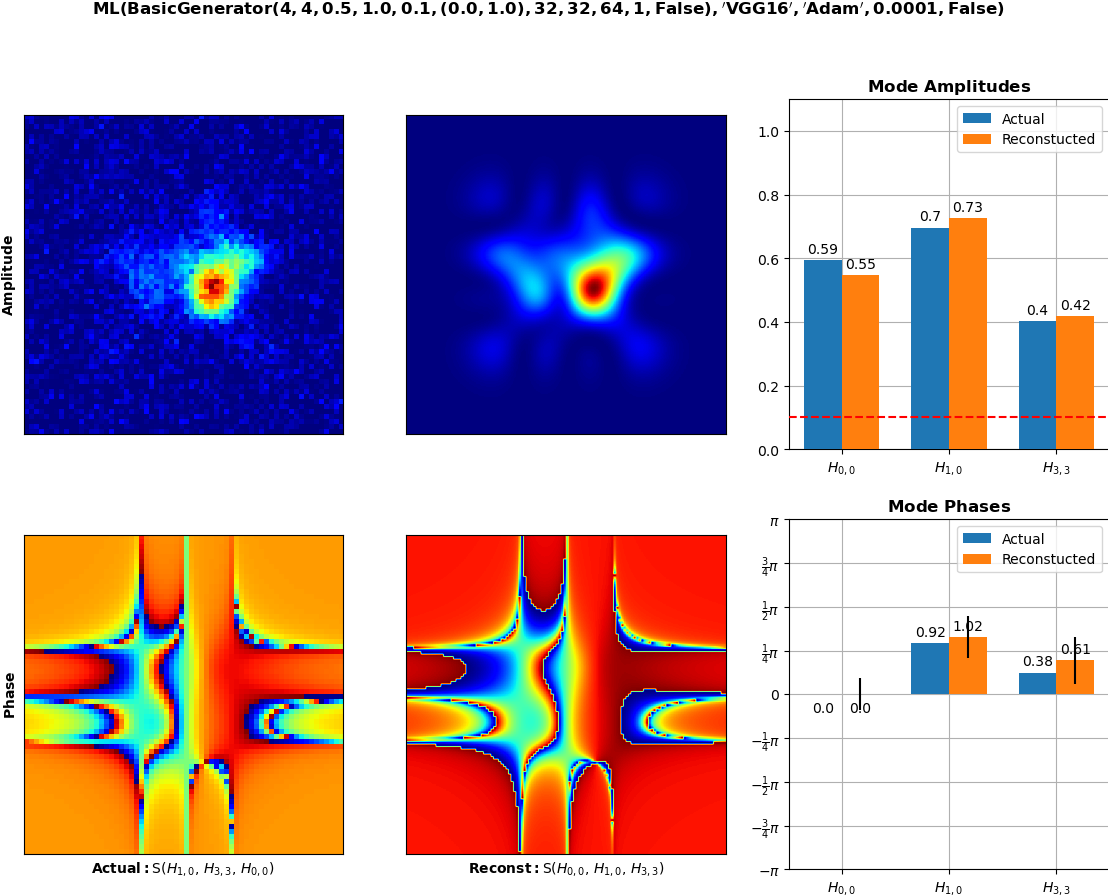 ML(BasicGenerator(4, 4, 0.5, 1.0, 0.1, (0.0, 1.0), 32, 32, 64, 1, False), 'VGG16', 'Adam', 0.0001, False)
Amplitude
Mode Amplitudes
Actual
Reconstucted
1.0
0.8
0.6
0.4
0.2
0.0
0.59
0.55
0.7
0.73
0.4
0.42
H0,0
H1,0
H3,3
Phase
Actual: S(H1,0, H3,3, H0,0)
Reconst: S(H0,0, H1,0, H3,3)
Mode Phases
Actual
Reconstucted
π
3/4π
1/2π
1/4π
0
−1/4π
−1/2π
−3/4π
−π
0.0
0.0
0.92
1.02
0.38
0.61
H0,0
H1,0
H3,3